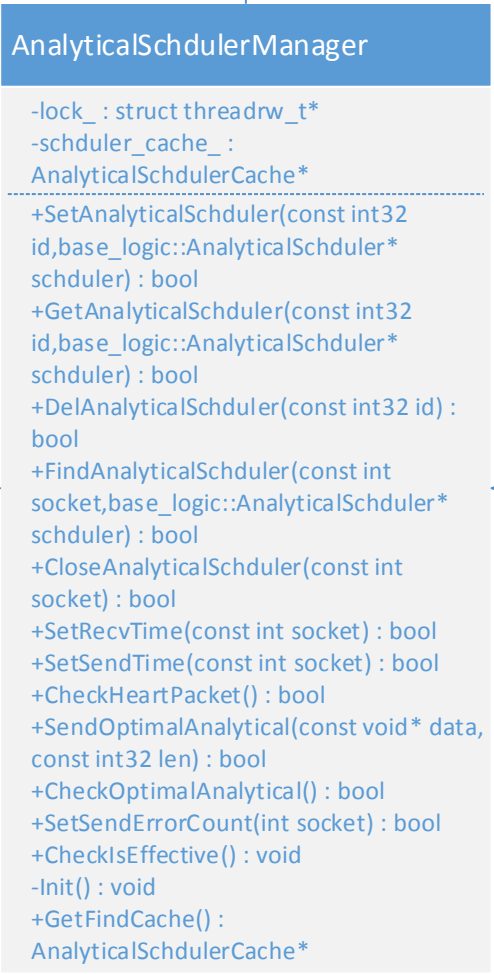 AnalyticalSchdulerManager
-lock_ : struct threadrw_t*
-schduler_cache_ :
AnalyticalSchdulerCache*
+SetAnalyticalSchduler(const int32
id,base_logic::AnalyticalSchduler*
schduler) : bool
+GetAnalyticalSchduler(const int32
id,base_logic::AnalyticalSchduler*
schduler) : bool
+DelAnalyticalSchduler(const int32 id) :
bool
+FindAnalyticalSchduler(const int
socket,base_logic::AnalyticalSchduler*
schduler) : bool
+CloseAnalyticalSchduler(const int
socket) : bool
+SetRecvTime(const int socket) : bool
+SetSendTime(const int socket) : bool
+CheckHeartPacket() : bool
+SendOptimalAnalytical(const void* data,
const int32 len) : bool
+CheckOptimalAnalytical() : bool
+SetSendErrorCount(int socket) : bool
+CheckIsEffective() : void
-Init() : void
+GetFindCache() :
AnalyticalSchdulerCache*